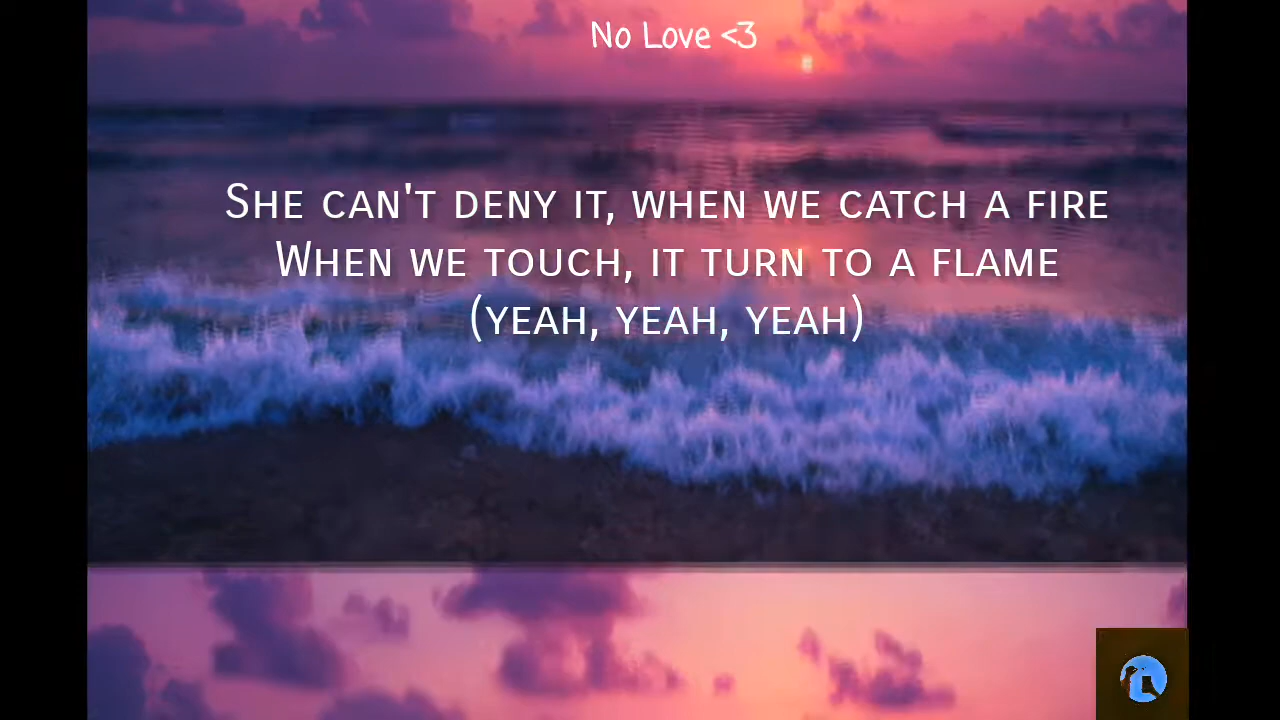 No Love <3
She can't deny it, when we catch a fire
When we touch, it turn to a flame
(yeah, yeah, yeah)